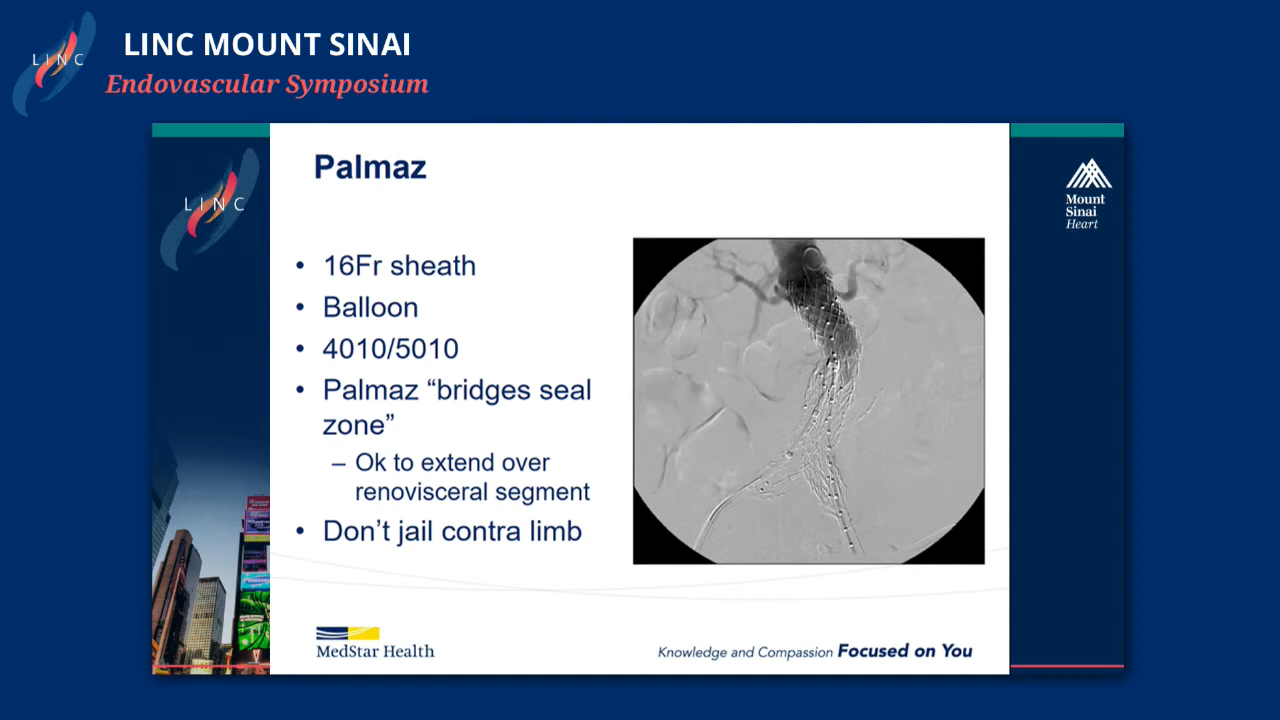 LINC
LINC MOUNT SINAI
Endovascular Symposium
LINC
Mount
Sinai
Heart
Palmaz
• 16Fr sheath
• Balloon
• 4010/5010
• Palmaz “bridges seal
zone”
– Ok to extend over
renovisceral segment
• Don’t jail contra limb
MedStar Health
Knowledge and Compassion Focused on You